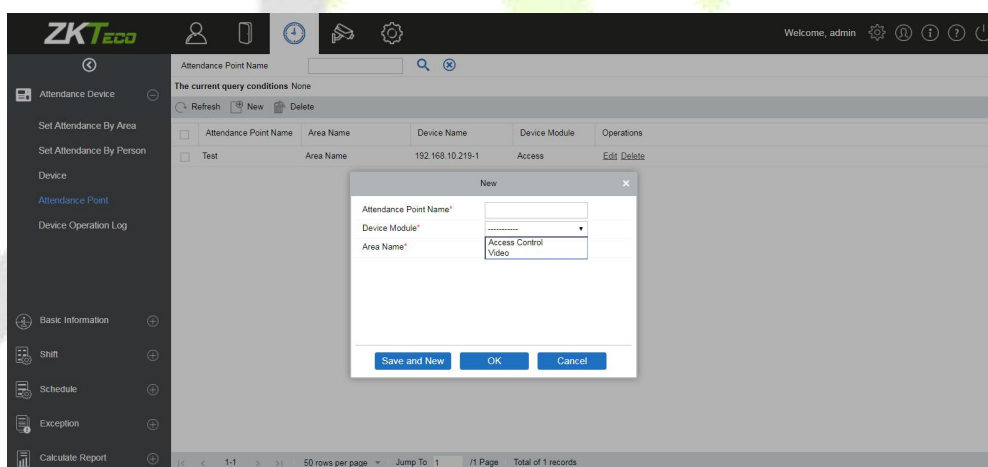 ZKTECO
Welcome, admin
Attendance Point Name
The current query conditions None
Refresh New Delete
Attendance Device
Set Attendance By Area
Set Attendance By Person
Device
Attendance Point
Device Operation Log
Basic Information
Shift
Schedule
Exception
Calculate Report
Attendance Point Name Area Name Device Name Device Module Operations
Test Area Name 192.168.10.219-1 Access Edit Delete
New
Attendance Point Name*
Device Module* -----------
Area Name*
Access Control
Video
Save and New OK Cancel
1-1 50 rows per page Jump To 1 /1 Page Total of 1 records